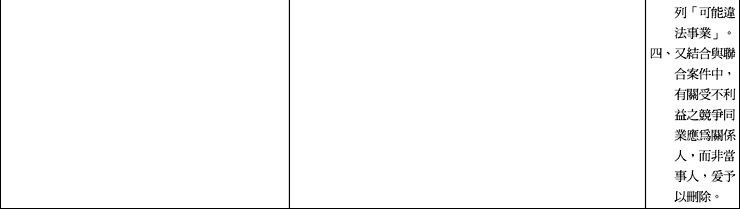 列「可能違
法事業」。
四、又結合與聯
合案件中，
有關受不利
益之競爭同
業應為關係
人，而非當
事人，爰予
以刪除。